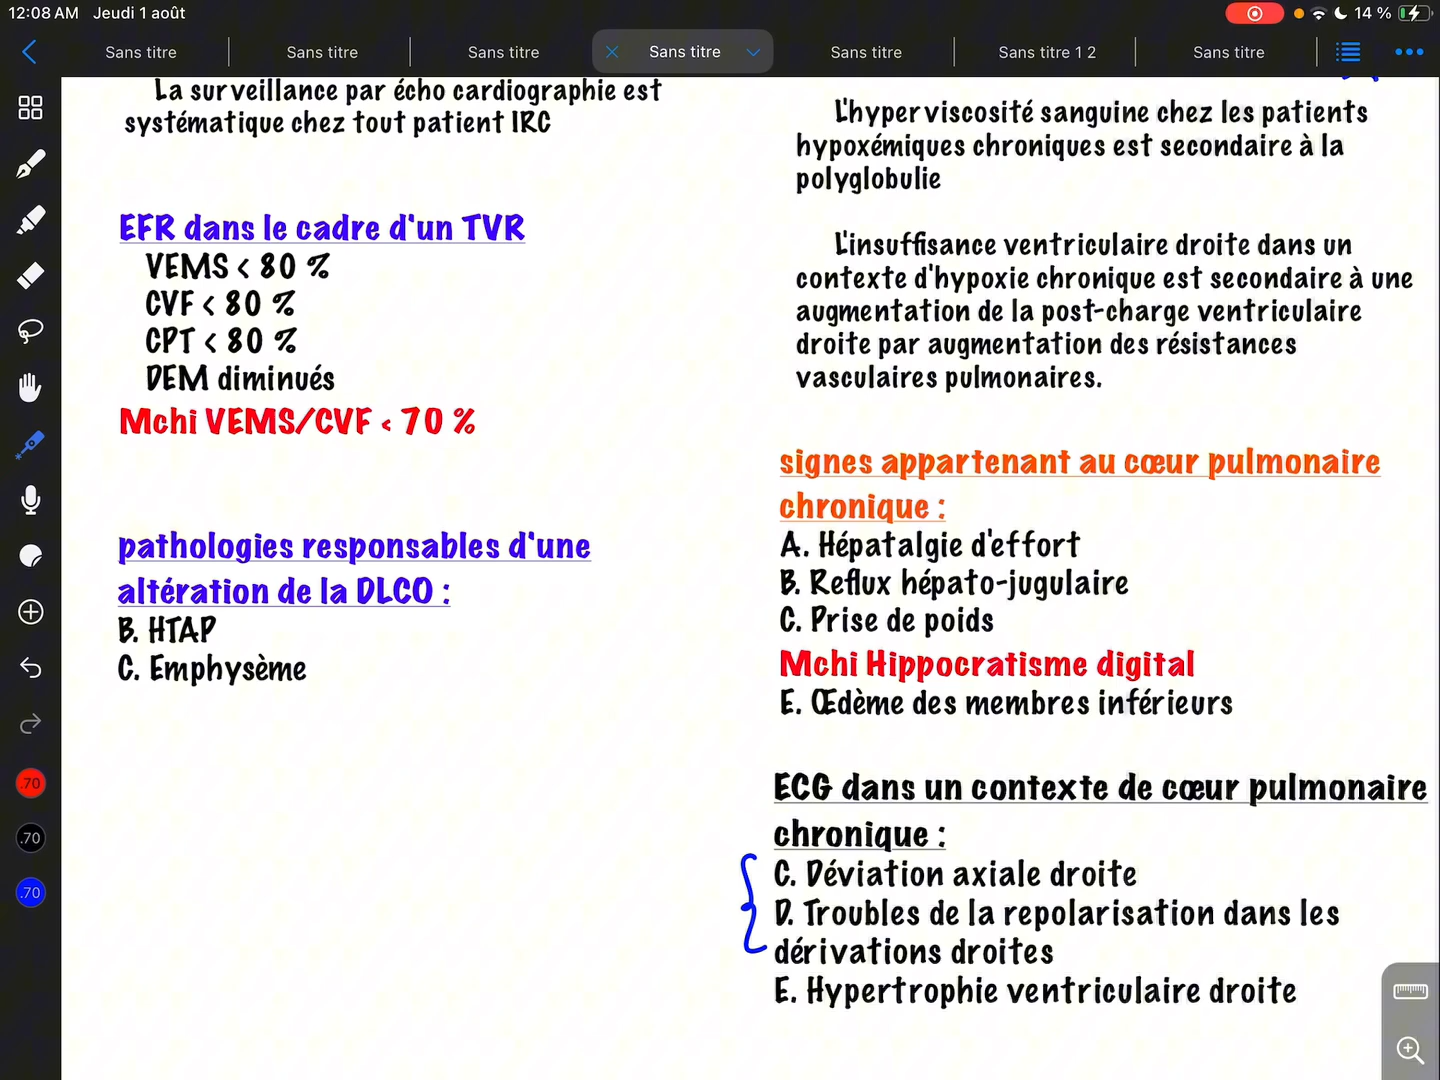 12:08 AM Jeudi 1 août
14 %
Sans titre
Sans titre
Sans titre
Sans titre
Sans titre
Sans titre 1 2
Sans titre
La surveillance par écho cardiographie est
systématique chez tout patient IRC
EFR dans le cadre d'un TVR
VEMS < 80 %
CVF < 80 %
CPT < 80 %
DEM diminués
Mchi VEMS/CVF < 70 %
pathologies responsables d'une
altération de la DLCO :
B. HTAP
C. Emphysème
L'hyperviscosité sanguine chez les patients
hypoxémiques chroniques est secondaire à la
polyglobulie
L'insuffisance ventriculaire droite dans un
contexte d'hypoxie chronique est secondaire à une
augmentation de la post-charge ventriculaire
droite par augmentation des résistances
vasculaires pulmonaires.
signes appartenant au cœur pulmonaire
chronique :
A. Hépatalgie d'effort
B. Reflux hépato-jugulaire
C. Prise de poids
Mchi Hippocratisme digital
E. Œdème des membres inférieurs
ECG dans un contexte de cœur pulmonaire
chronique :
C. Déviation axiale droite
D. Troubles de la repolarisation dans les
dérivations droites
E. Hypertrophie ventriculaire droite
.70
.70
.70